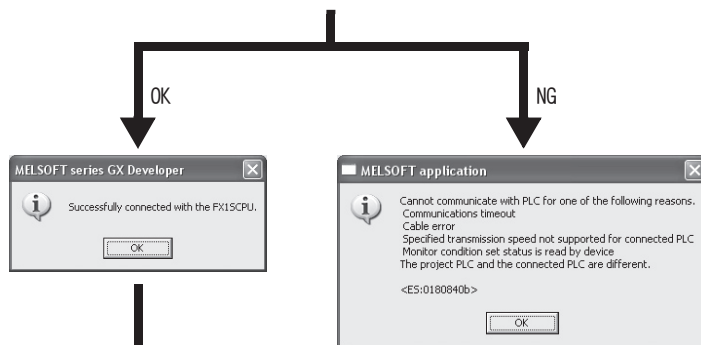 OK
NG
MELSOFT series GX Developer
Successfully connected with the FX1SCPU.
OK
MELSOFT application
Cannot communicate with PLC for one of the following reasons.
Communications timeout
Cable error
Specified transmission speed not supported for connected PLC
Monitor condition set status is read by device
The project PLC and the connected PLC are different.
<ES:0180840b>
OK